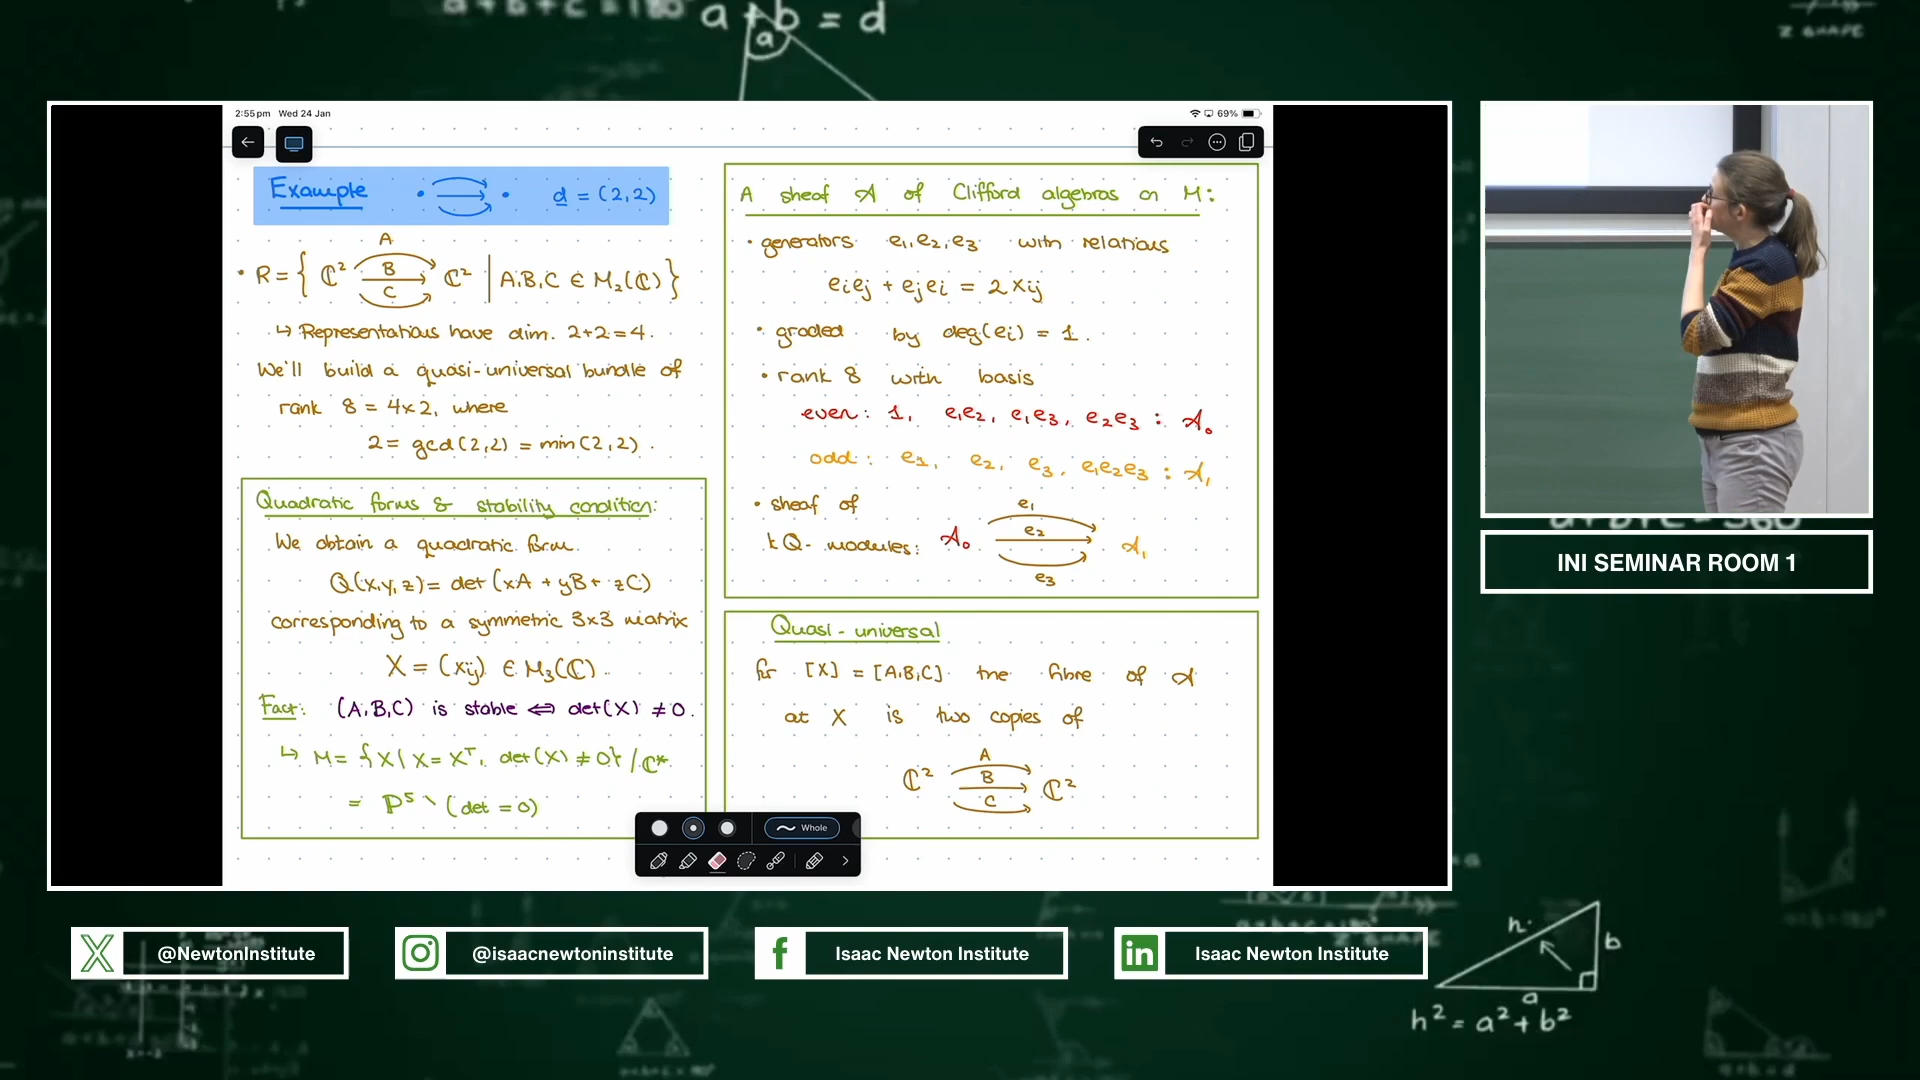 a+b = d
a
Z SHAPE
2:55 pm Wed 24 Jan
69%
Example d = (2,2)
A
• R = { ℂ² B ℂ² | A,B,C ∈ M₂(ℂ) }
C
↳ Representations have dim. 2+2=4.
We'll build a quasi-universal bundle of
rank 8 = 4×2, where
2 = gcd(2,2) = min(2,2).
Quadratic forms & stability condition:
We obtain a quadratic form
Q(x,y,z) = det(xA + yB + zC)
corresponding to a symmetric 3×3 matrix
X = (xij) ∈ M₃(ℂ).
Fact: (A,B,C) is stable ⇔ det(X) ≠ 0.
↳ M = {X | X = Xᵀ, det(X) ≠ 0} / ℂ*
= ℙ⁵ \ (det = 0)
A sheaf 𝒜 of Clifford algebras on M:
• generators e₁,e₂,e₃ with relations
eiej + ejei = 2xij
• graded by deg(ei) = 1.
• rank 8 with basis
even: 1, e₁e₂, e₁e₃, e₂e₃ : 𝒜₀
odd: e₁, e₂, e₃, e₁e₂e₃ : 𝒜₁
• sheaf of
e₁
kQ-modules: 𝒜₀ e₂ 𝒜₁
e₃
Quasi-universal
for [X] = [A,B,C] the fibre of 𝒜
at X is two copies of
A
ℂ² B ℂ²
C
Whole
INI SEMINAR ROOM 1
@NewtonInstitute
@isaacnewtoninstitute
Isaac Newton Institute
Isaac Newton Institute
h
b
a
h² = a² + b²